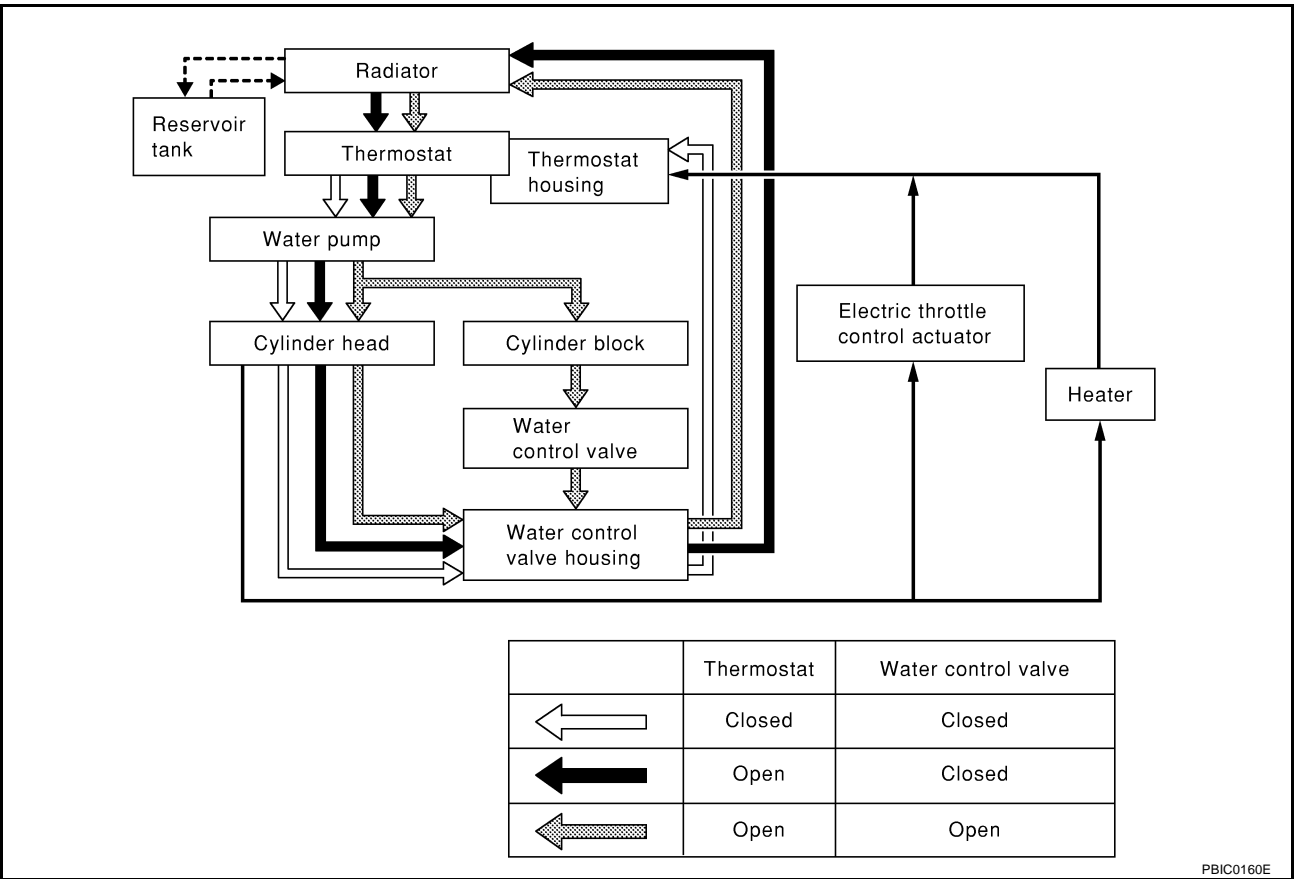 Radiator
Reservoir
tank
Thermostat
Thermostat
housing
Water pump
Electric throttle
control actuator
Cylinder head
Cylinder block
Heater
Water
control valve
Water control
valve housing
Thermostat Water control valve
Closed Closed
Open Closed
Open Open
PBIC0160E